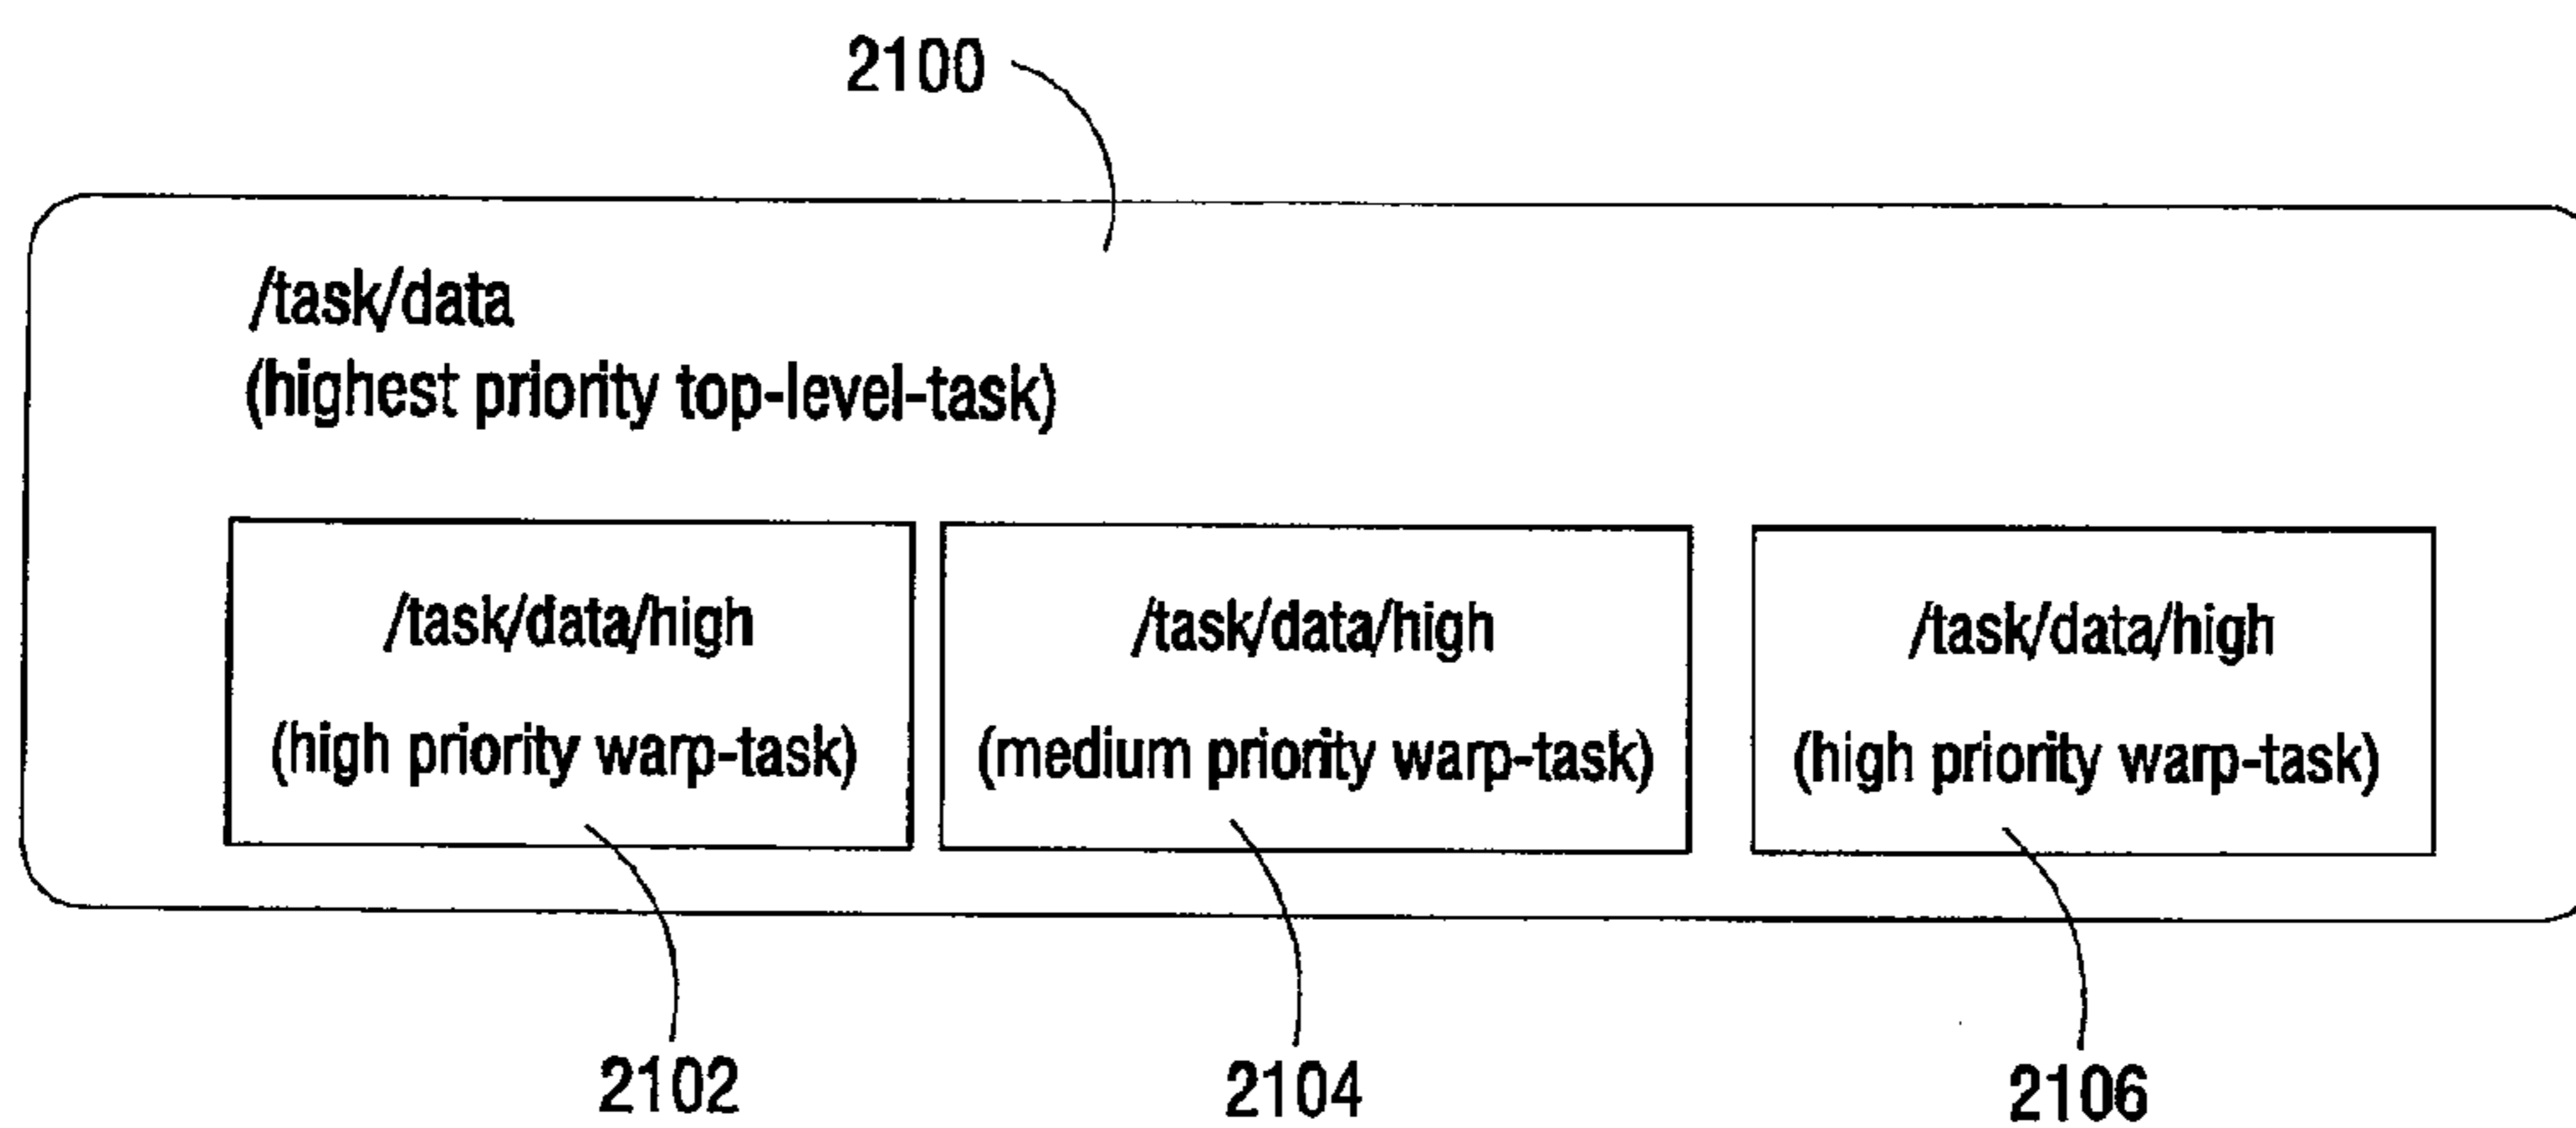 2100
/task/data
(highest priority top-level-task)
/task/data/high
(high priority warp-task)
/task/data/high
(medium priority warp-task)
/task/data/high
(high priority warp-task)
2102
2104
2106